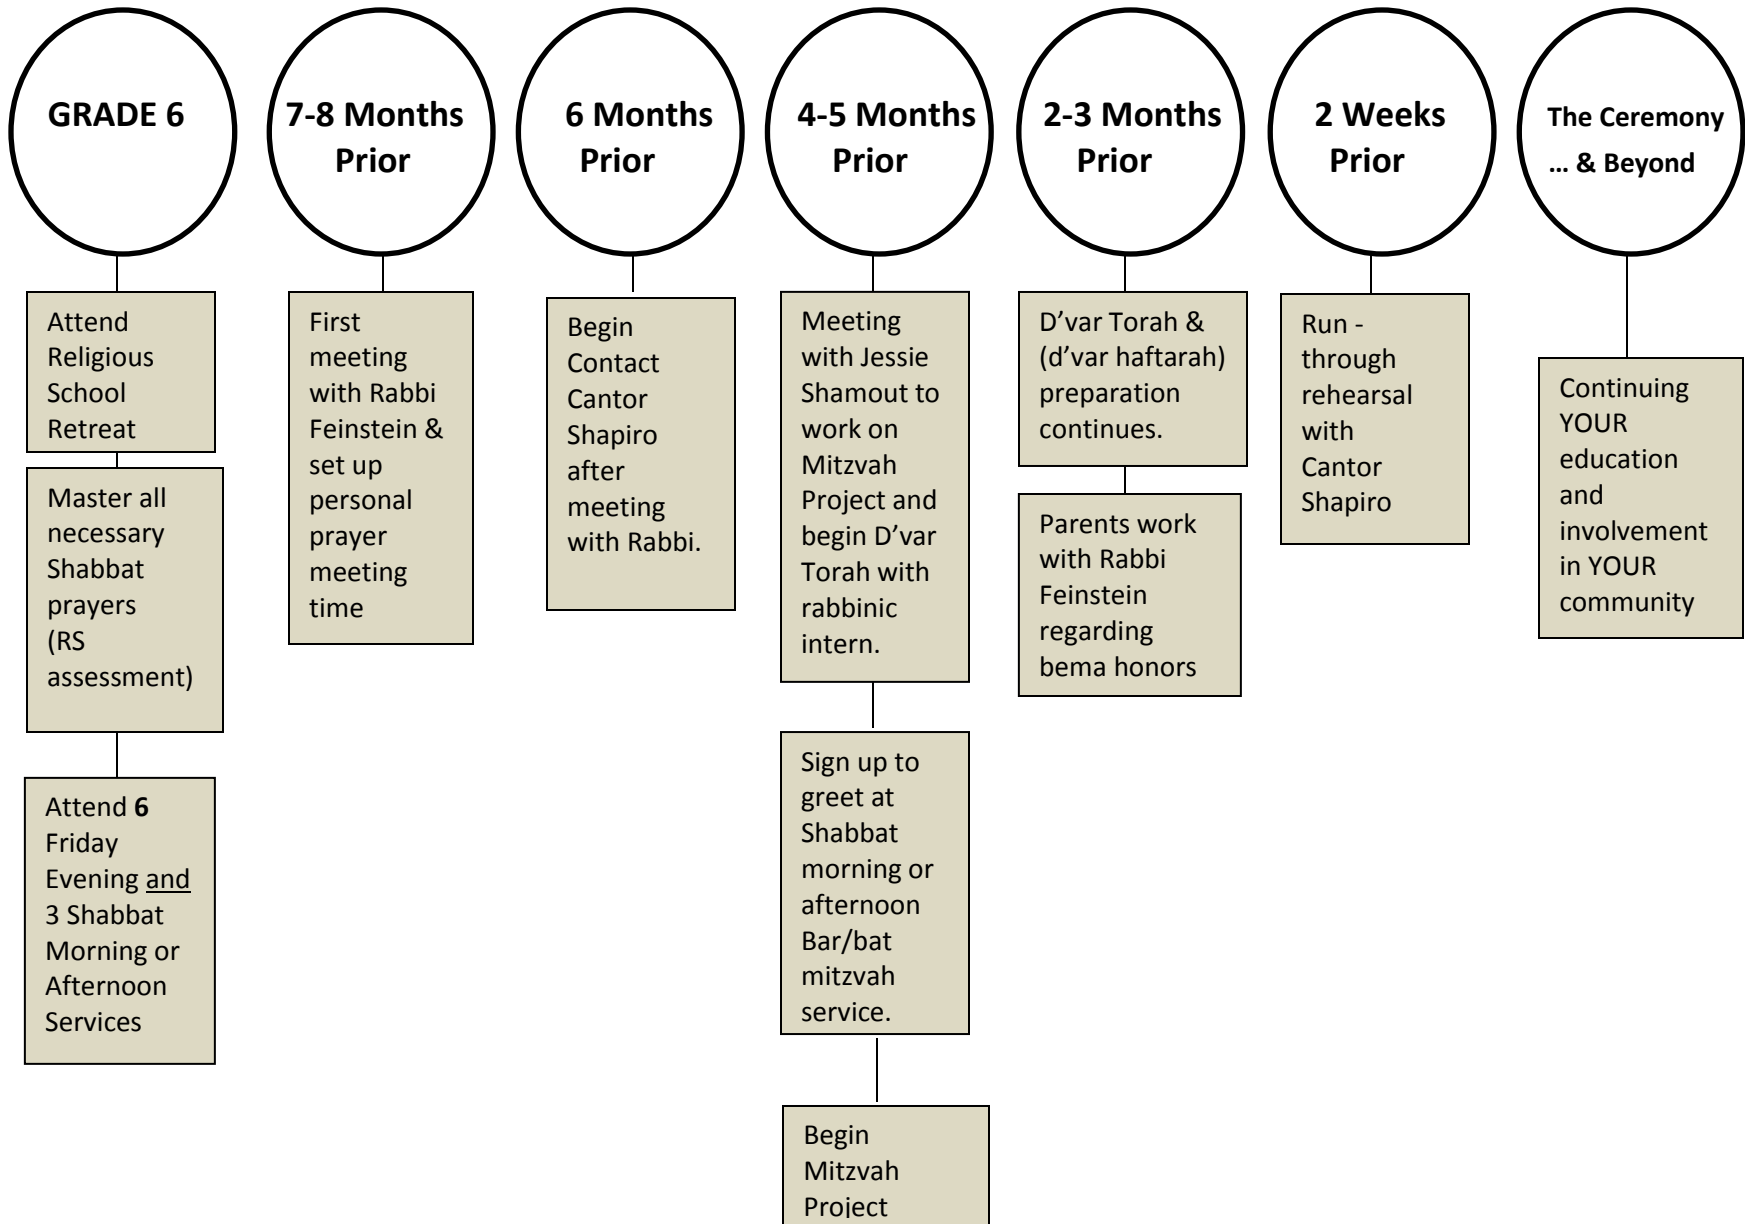 GRADE 6
7-8 Months
Prior
6 Months
Prior
4-5 Months
Prior
2-3 Months
Prior
2 Weeks
Prior
The Ceremony
... & Beyond
Attend
Religious
School
Retreat
Master all
necessary
Shabbat
prayers
(RS
assessment)
Attend 6
Friday
Evening and
3 Shabbat
Morning or
Afternoon
Services
First
meeting
with Rabbi
Feinstein &
set up
personal
prayer
meeting
time
Begin
Contact
Cantor
Shapiro
after
meeting
with Rabbi.
Meeting
with Jessie
Shamout to
work on
Mitzvah
Project and
begin D’var
Torah with
rabbinic
intern.
Sign up to
greet at
Shabbat
morning or
afternoon
Bar/bat
mitzvah
service.
Begin
Mitzvah
Project
D’var Torah &
(d’var haftarah)
preparation
continues.
Parents work
with Rabbi
Feinstein
regarding
bema honors
Run -
through
rehearsal
with
Cantor
Shapiro
Continuing
YOUR
education
and
involvement
in YOUR
community